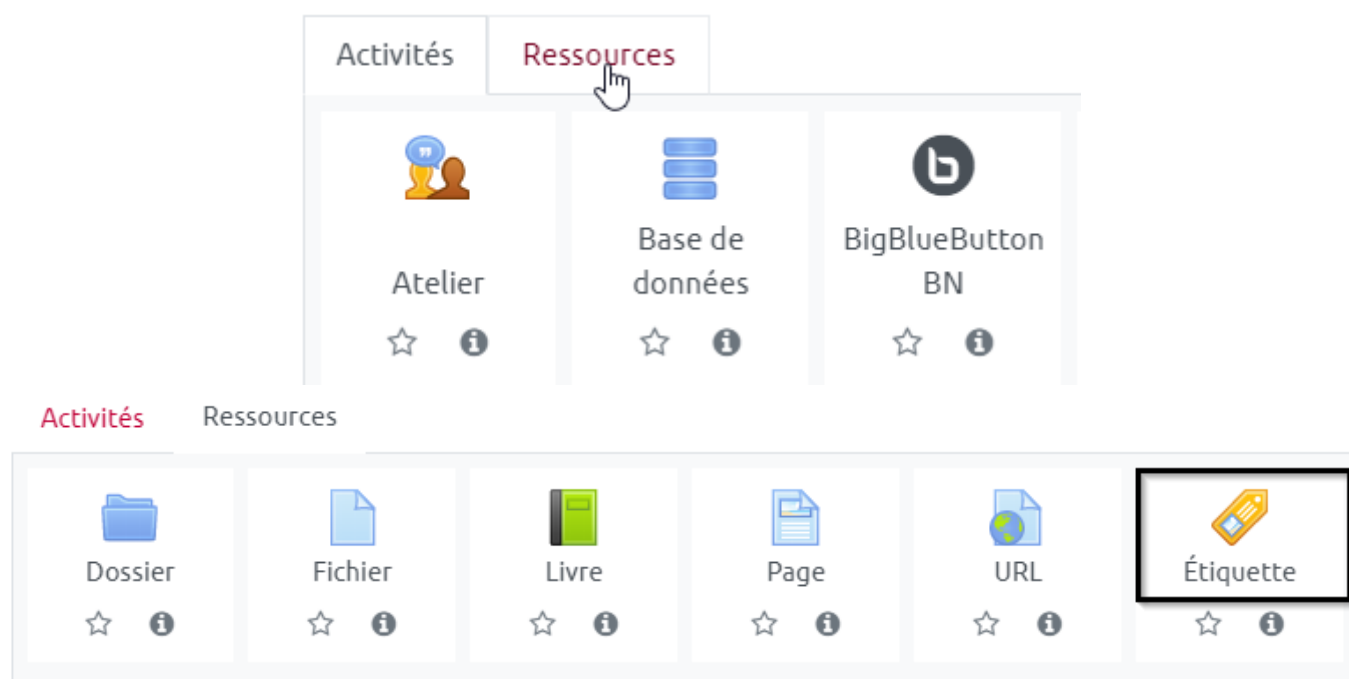 Activités Ressources
Atelier
Base de
données
BigBlueButton
BN
Activités Ressources
Dossier
Fichier
Livre
Page
URL
Étiquette